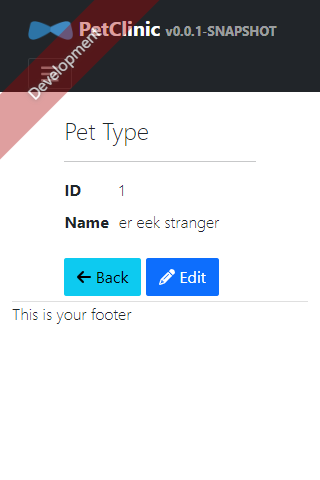 PetClinic v0.0.1-SNAPSHOT
Development
Pet Type
ID 1
Name er eek stranger
Back Edit
This is your footer